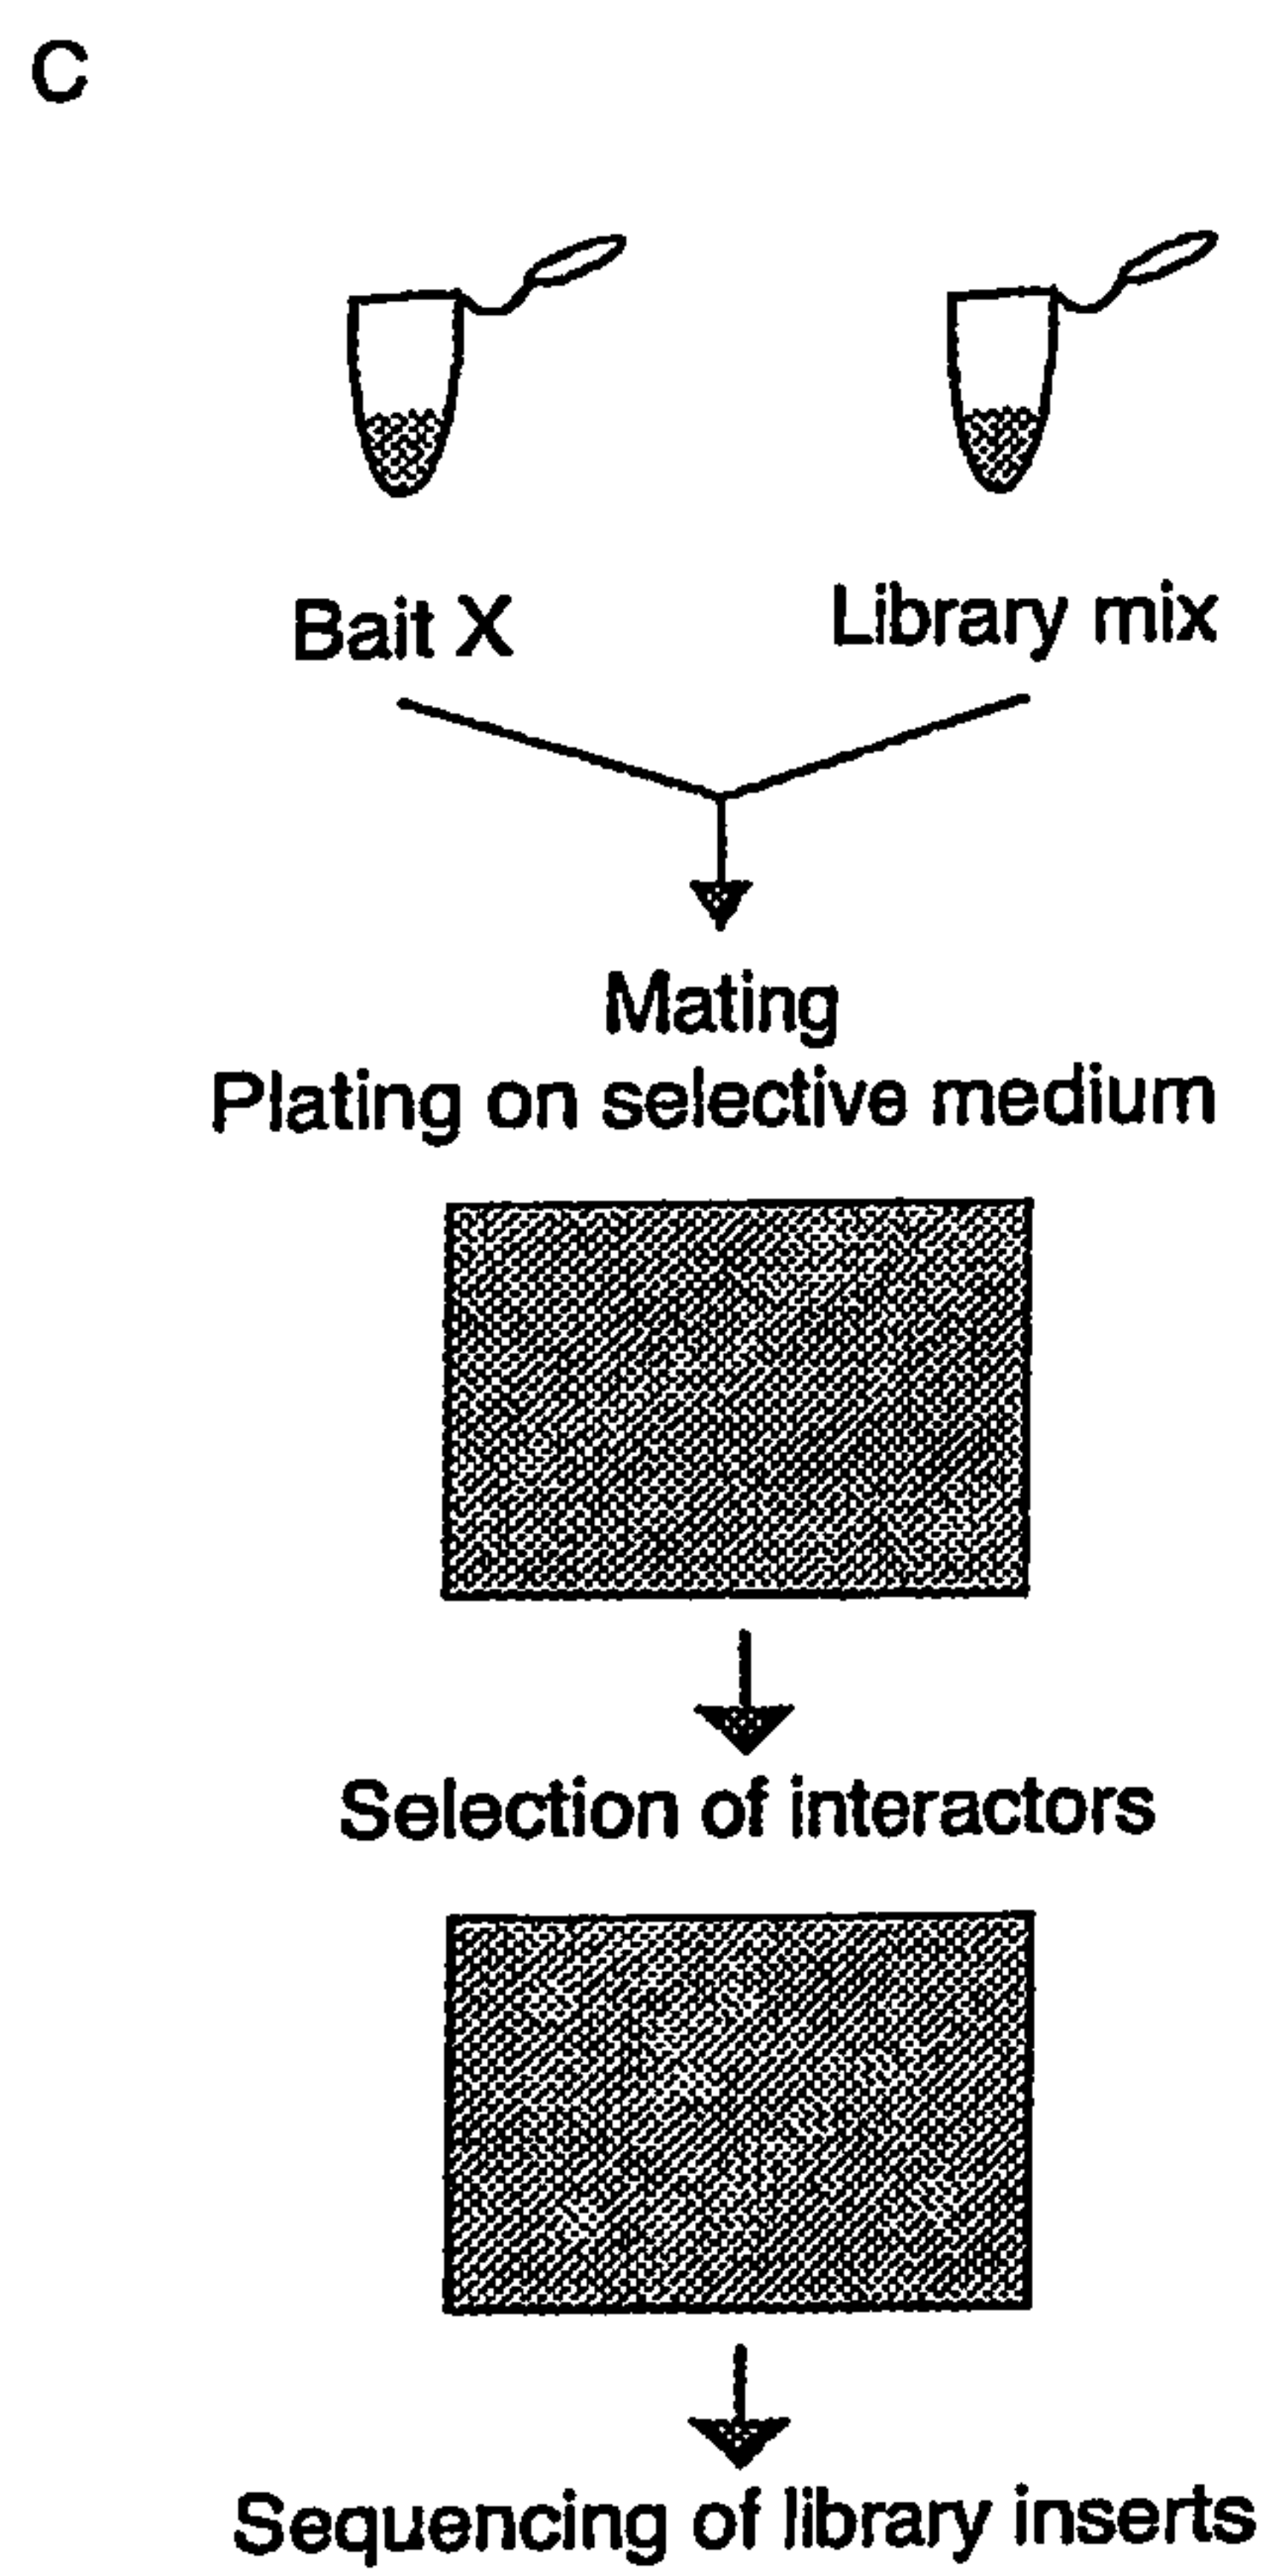 C
Bait X
Library mix
Mating
Plating on selective medium
Selection of interactors
Sequencing of library inserts